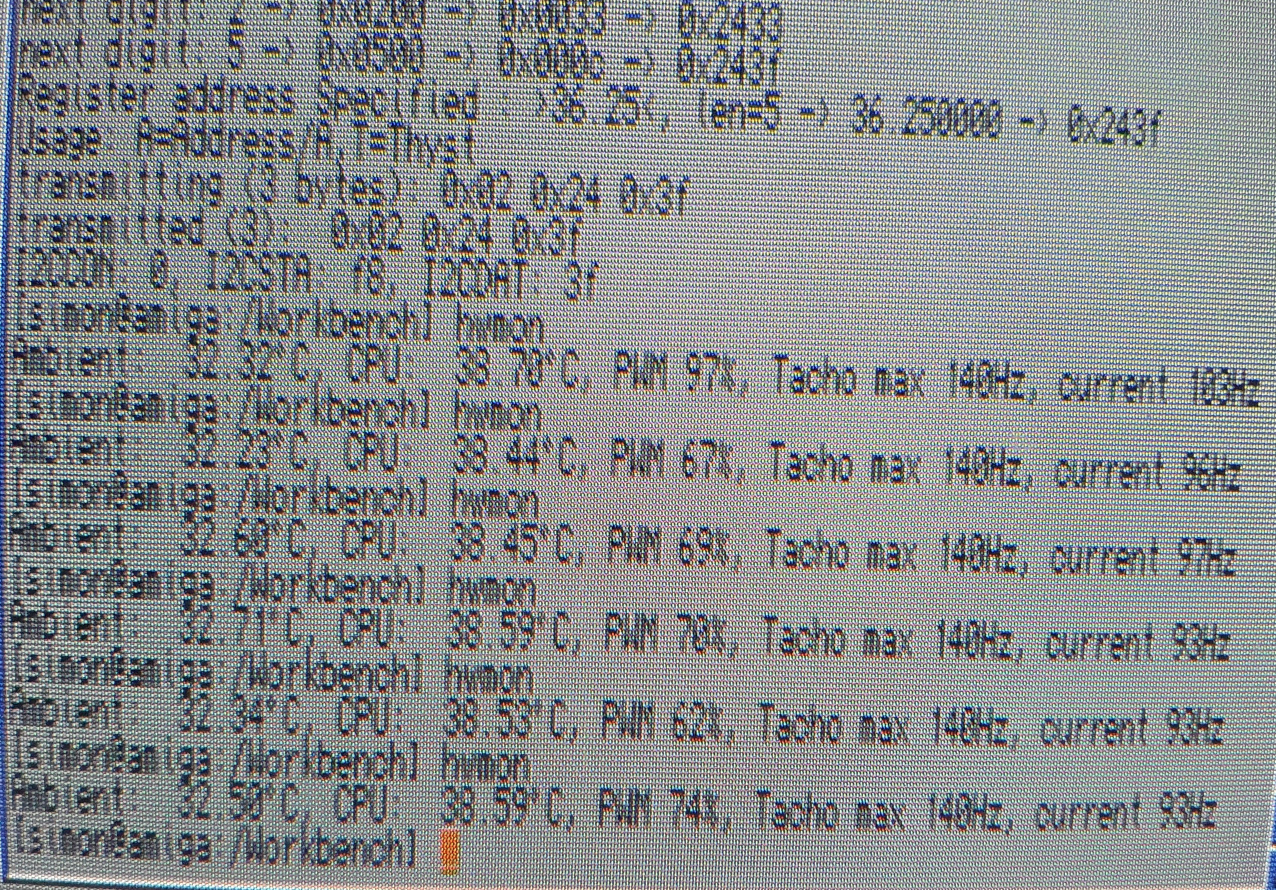 next digit: 2 -> 0x0200 -> 0x0033 -> 0x2433
next digit: 5 -> 0x0500 -> 0x000c -> 0x243f
Register address Specified : >36.25<, len=5 -> 36.250000 -> 0x243f
Usage: A=Address/A,T=Thyst
transmitting (3 bytes): 0x02 0x24 0x3f
transmitted (3):  0x02 0x24 0x3f
I2CCON: 0, I2CSTA: f8, I2CDAT: 3f
[simon@amiga:/Workbench] hwmon
Ambient:  32.32°C, CPU:  38.70°C, PWM 97%, Tacho max 140Hz, current 103Hz
[simon@amiga:/Workbench] hwmon
Ambient:  32.23°C, CPU:  38.44°C, PWM 67%, Tacho max 140Hz, current 96Hz
[simon@amiga:/Workbench] hwmon
Ambient:  32.60°C, CPU:  38.45°C, PWM 69%, Tacho max 140Hz, current 97Hz
[simon@amiga:/Workbench] hwmon
Ambient:  32.71°C, CPU:  38.59°C, PWM 70%, Tacho max 140Hz, current 93Hz
[simon@amiga:/Workbench] hwmon
Ambient:  32.34°C, CPU:  38.53°C, PWM 62%, Tacho max 140Hz, current 93Hz
[simon@amiga:/Workbench] hwmon
Ambient:  32.50°C, CPU:  38.59°C, PWM 74%, Tacho max 140Hz, current 93Hz
[simon@amiga:/Workbench]